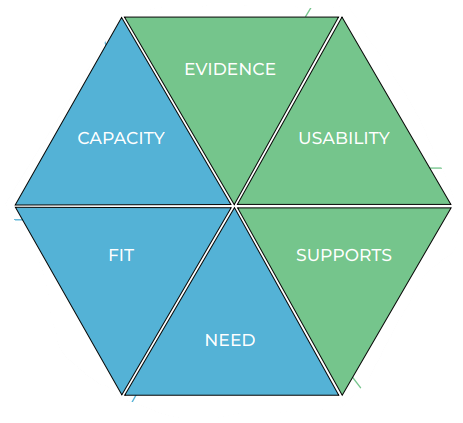 EVIDENCE
CAPACITY
USABILITY
FIT
SUPPORTS
NEED